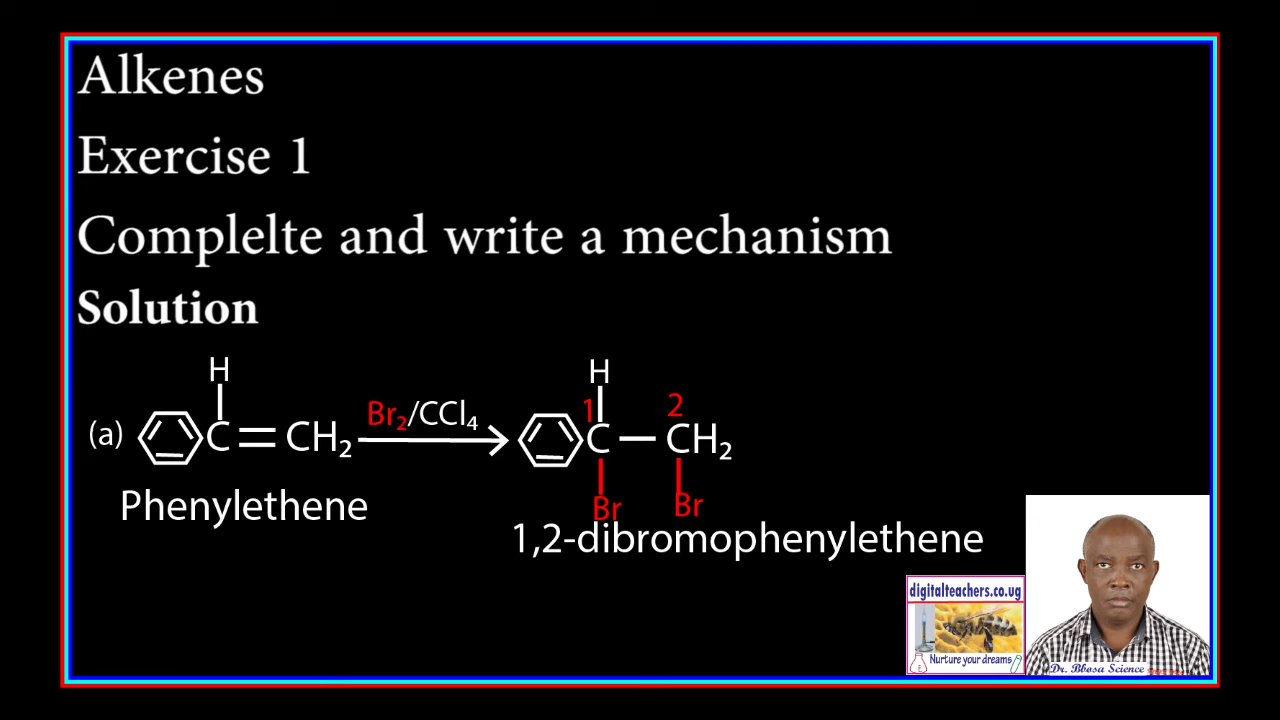 Alkenes
Exercise 1
Complelte and write a mechanism
Solution
H H
(a) C = CH₂ Br₂/CCl₄ → 1 C — 2 CH₂
Br Br
Phenylethene
1,2-dibromophenylethene
digitalteachers.co.ug
Nurture your dreams
Dr. Bbosa Science